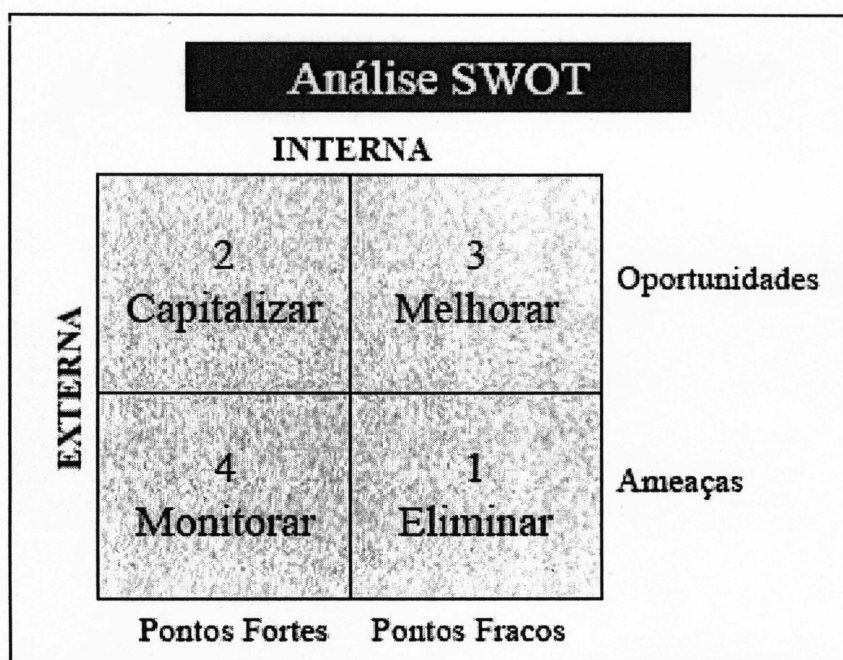 Análise SWOT
INTERNA
EXTERNA
2
Capitalizar
3
Melhorar
Oportunidades
4
Monitorar
1
Eliminar
Ameaças
Pontos Fortes
Pontos Fracos